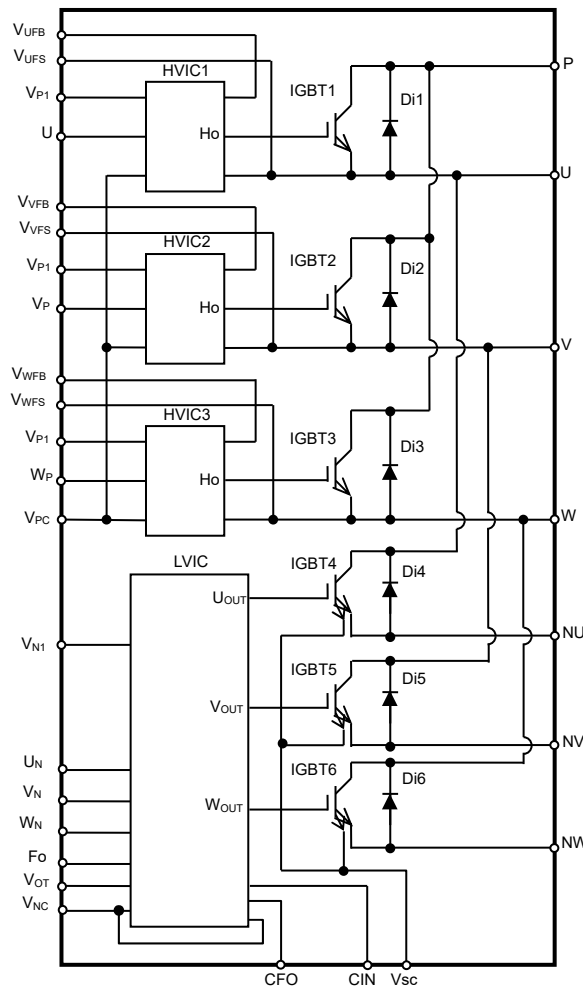 VUFB
VUFS
HVIC1
P
VP1
IGBT1
Di1
U
Ho
U
VVFB
VVFS
HVIC2
VP1
IGBT2
Di2
VP
Ho
V
VWFB
VWFS
HVIC3
VP1
IGBT3
Di3
WP
Ho
VPC
W
LVIC
IGBT4
Di4
UOUT
VN1
NU
IGBT5
Di5
VOUT
UN
NV
IGBT6
Di6
VN
WOUT
WN
Fo
NW
VOT
VNC
CFO
CIN
Vsc